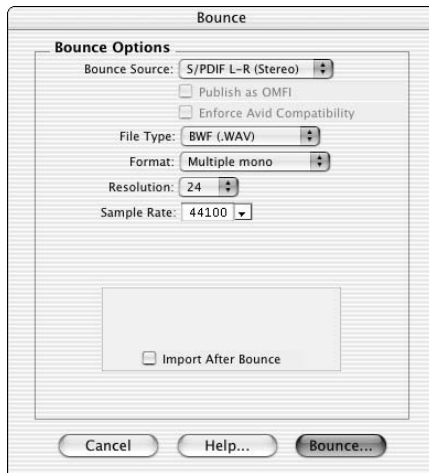 Bounce
Bounce Options
Bounce Source: S/PDIF L-R (Stereo)
Publish as OMFI
Enforce Avid Compatibility
File Type: BWF (.WAV)
Format: Multiple mono
Resolution: 24
Sample Rate: 44100
Import After Bounce
Cancel Help... Bounce...